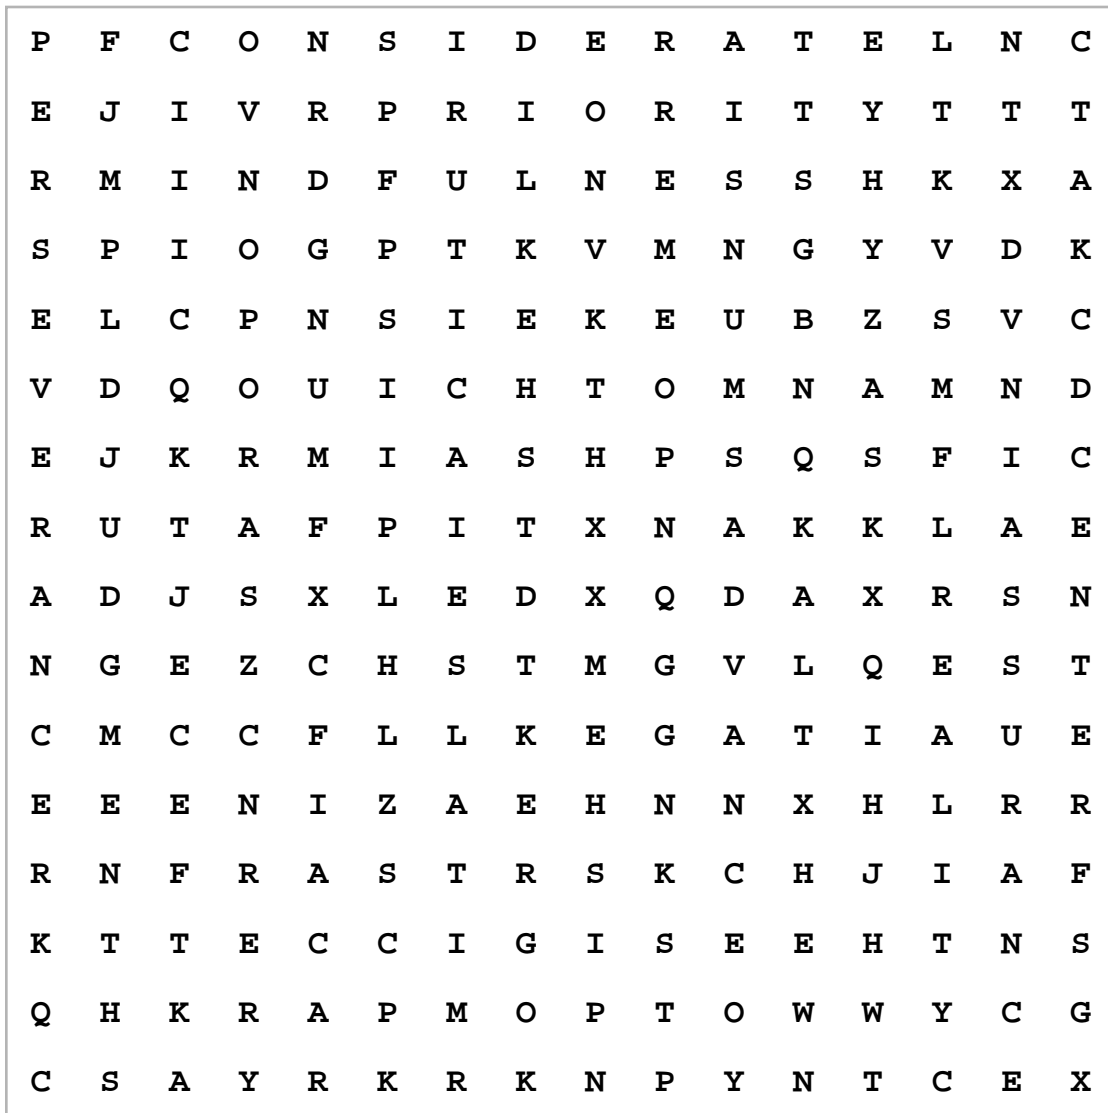 P F C O N S I D E R A T E L N C
E J I V R P R I O R I T Y T T T
R M I N D F U L N E S S H K X A
S P I O G P T K V M N G Y V D K
E L C P N S I E K E U B Z S V C
V D Q O U I C H T O M N A M N D
E J K R M I A S H P S Q S F I C
R U T A F P I T X N A K K L A E
A D J S X L E D X Q D A X R S N
N G E Z C H S T M G V L Q E S T
C M C C F L L K E G A T I A U E
E E E N I Z A E H N N X H L R R
R N F R A S T R S K C H J I A F
K T T E C C I G I S E E H T N S
Q H K R A P M O P T O W W Y C G
C S A Y R K R K N P Y N T C E X